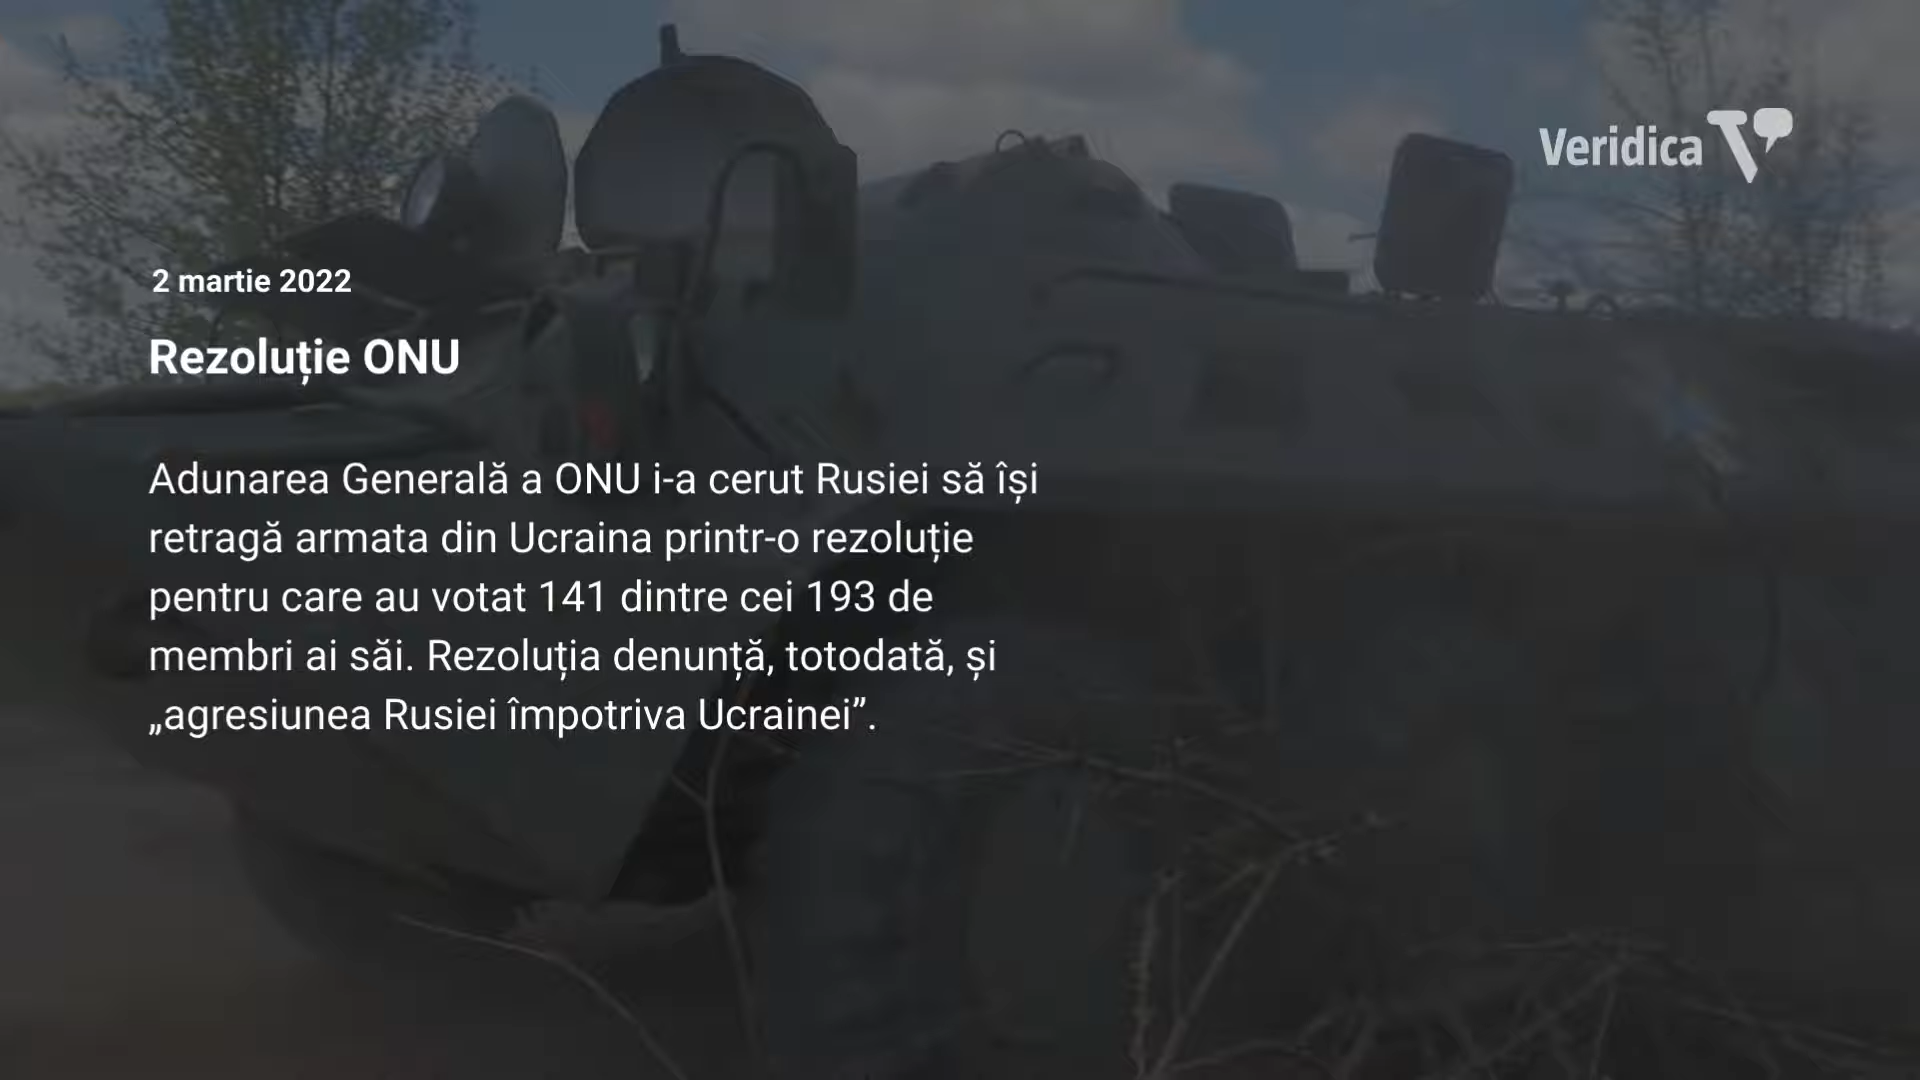 Veridica
2 martie 2022
Rezoluție ONU
Adunarea Generală a ONU i-a cerut Rusiei să își
retragă armata din Ucraina printr-o rezoluție
pentru care au votat 141 dintre cei 193 de
membri ai săi. Rezoluția denunță, totodată, și
„agresiunea Rusiei împotriva Ucrainei”.